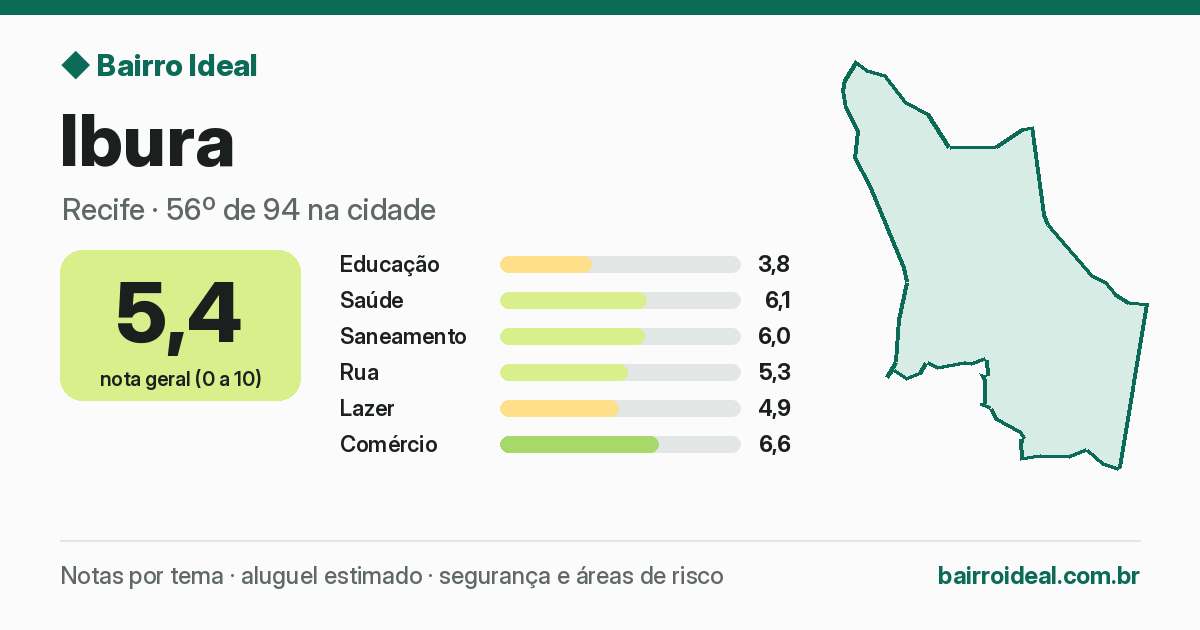 Bairro Ideal
Ibura
Recife · 56º de 94 na cidade
5,4
nota geral (0 a 10)
Educação 3,8
Saúde 6,1
Saneamento 6,0
Rua 5,3
Lazer 4,9
Comércio 6,6
Notas por tema · aluguel estimado · segurança e áreas de risco
bairroideal.com.br